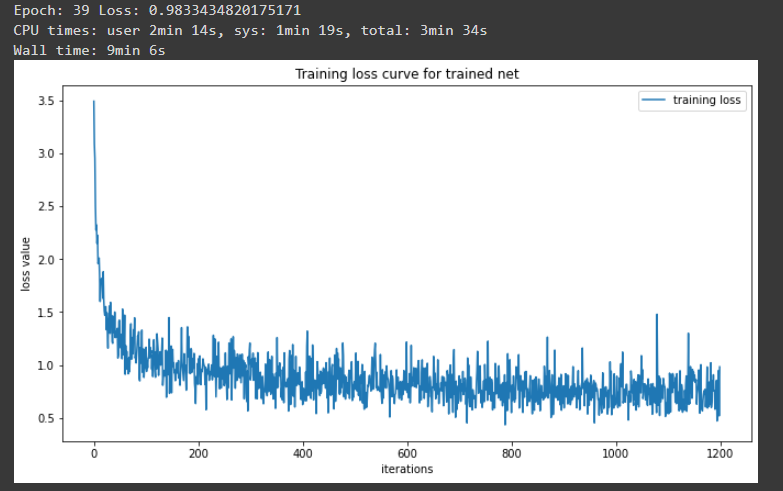 Epoch: 39 Loss: 0.9833434820175171
CPU times: user 2min 14s, sys: 1min 19s, total: 3min 34s
Wall time: 9min 6s
Training loss curve for trained net
training loss
3.5
3.0
2.5
2.0
1.5
1.0
0.5
loss value
0 200 400 600 800 1000 1200
iterations